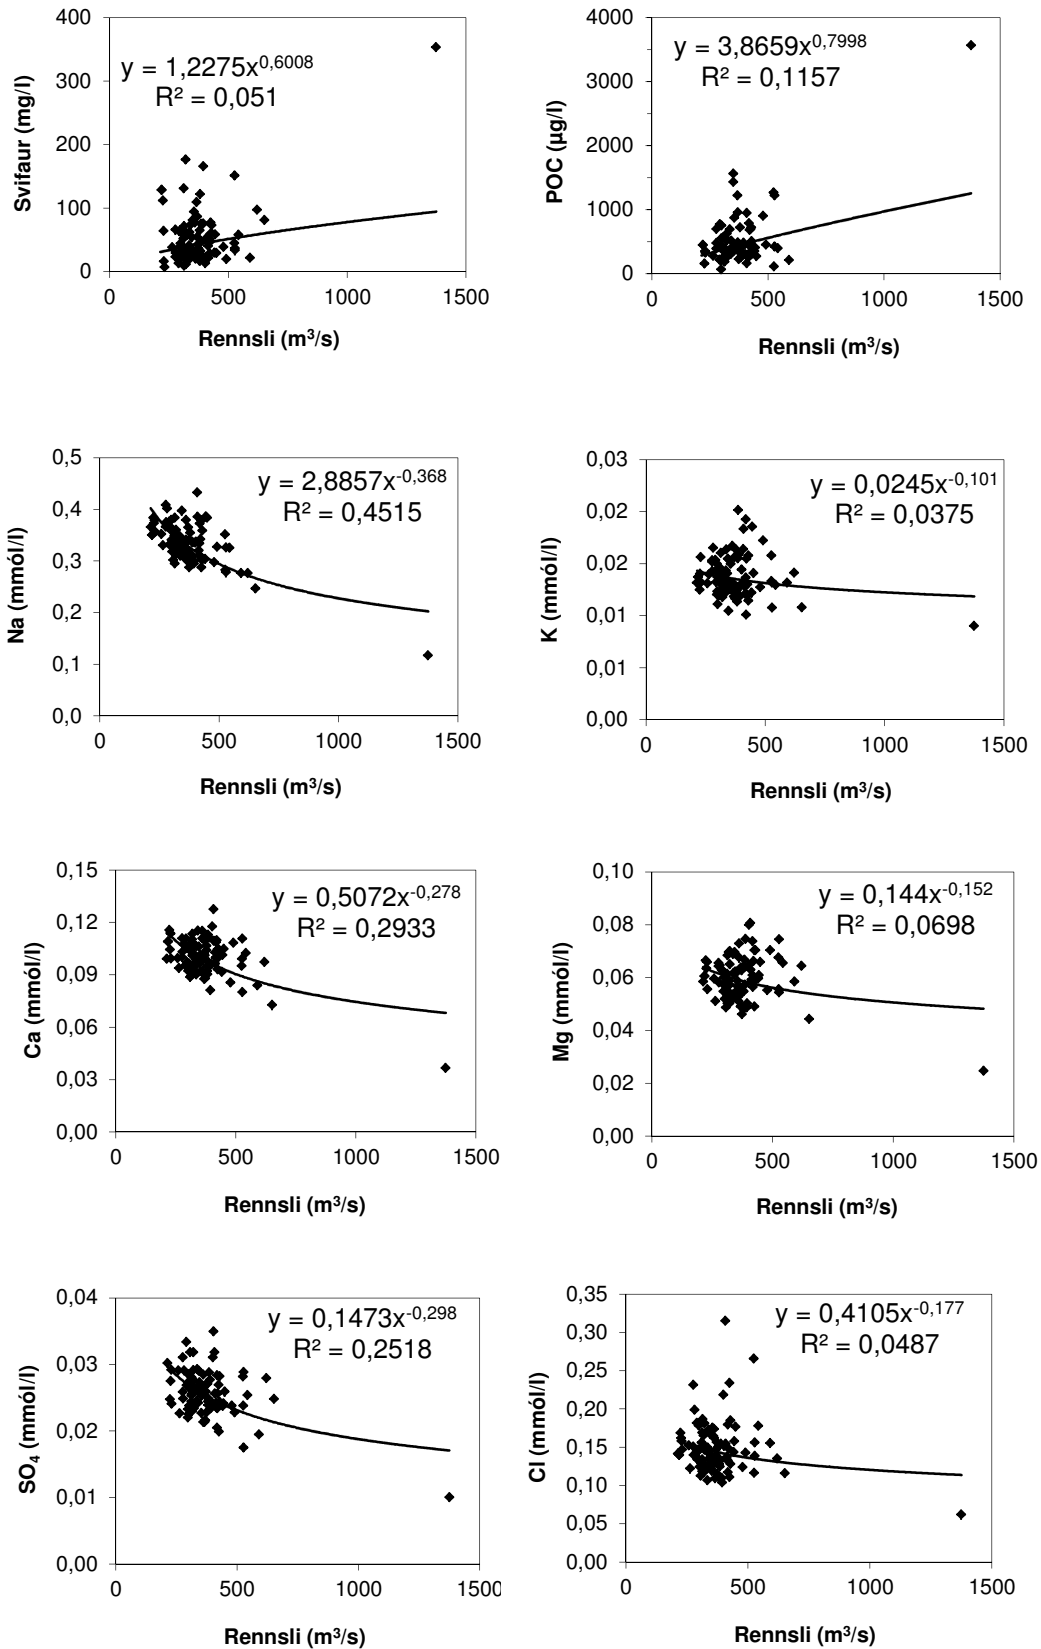 400
300
200
100
0
Svifaur (mg/l)
y = 1,2275x^0,6008
R² = 0,051
0 500 1000 1500
Rennsli (m³/s)
4000
3000
2000
1000
0
POC (µg/l)
y = 3,8659x^0,7998
R² = 0,1157
0 500 1000 1500
Rennsli (m³/s)
0,5
0,4
0,3
0,2
0,1
0,0
Na (mmól/l)
y = 2,8857x^-0,368
R² = 0,4515
0 500 1000 1500
Rennsli (m³/s)
0,03
0,02
0,02
0,01
0,01
0,00
K (mmól/l)
y = 0,0245x^-0,101
R² = 0,0375
0 500 1000 1500
Rennsli (m³/s)
0,15
0,12
0,09
0,06
0,03
0,00
Ca (mmól/l)
y = 0,5072x^-0,278
R² = 0,2933
0 500 1000 1500
Rennsli (m³/s)
0,10
0,08
0,06
0,04
0,02
0,00
Mg (mmól/l)
y = 0,144x^-0,152
R² = 0,0698
0 500 1000 1500
Rennsli (m³/s)
0,04
0,03
0,02
0,01
0,00
SO₄ (mmól/l)
y = 0,1473x^-0,298
R² = 0,2518
0 500 1000 1500
Rennsli (m³/s)
0,35
0,30
0,25
0,20
0,15
0,10
0,05
0,00
Cl (mmól/l)
y = 0,4105x^-0,177
R² = 0,0487
0 500 1000 1500
Rennsli (m³/s)